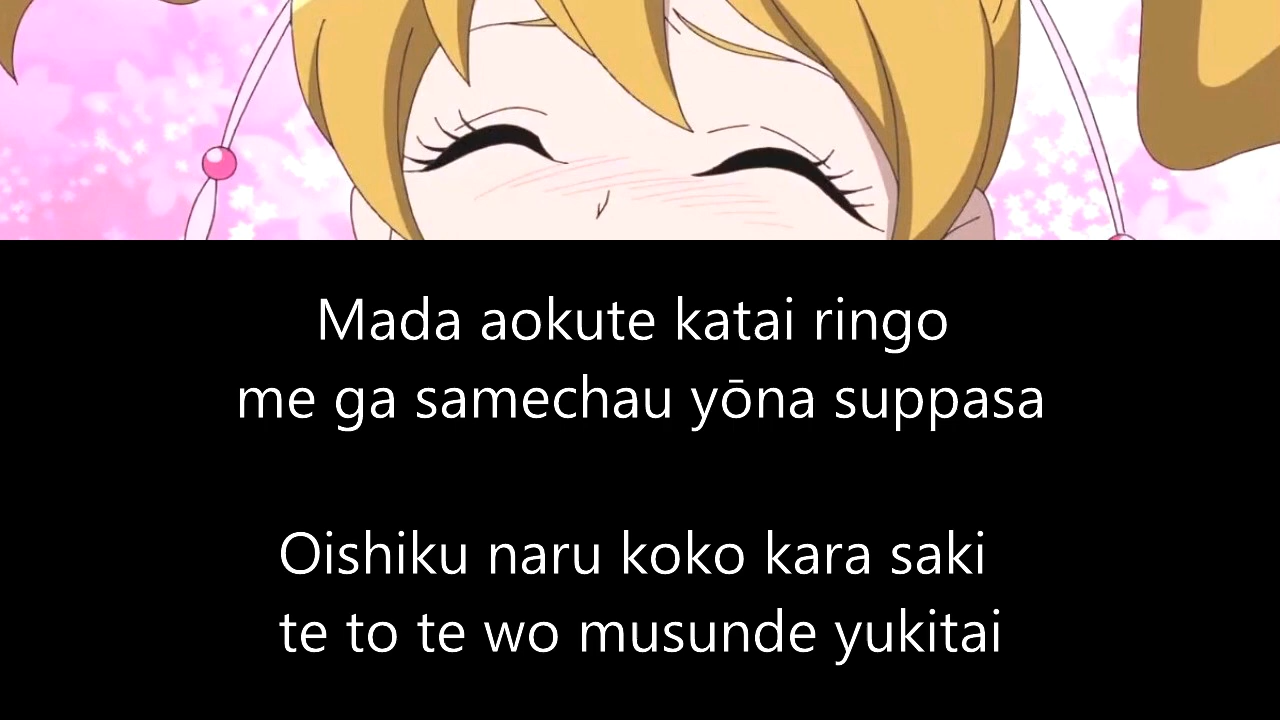 Mada aokute katai ringo
me ga samechau yōna suppasa
Oishiku naru koko kara saki
te to te wo musunde yukitai